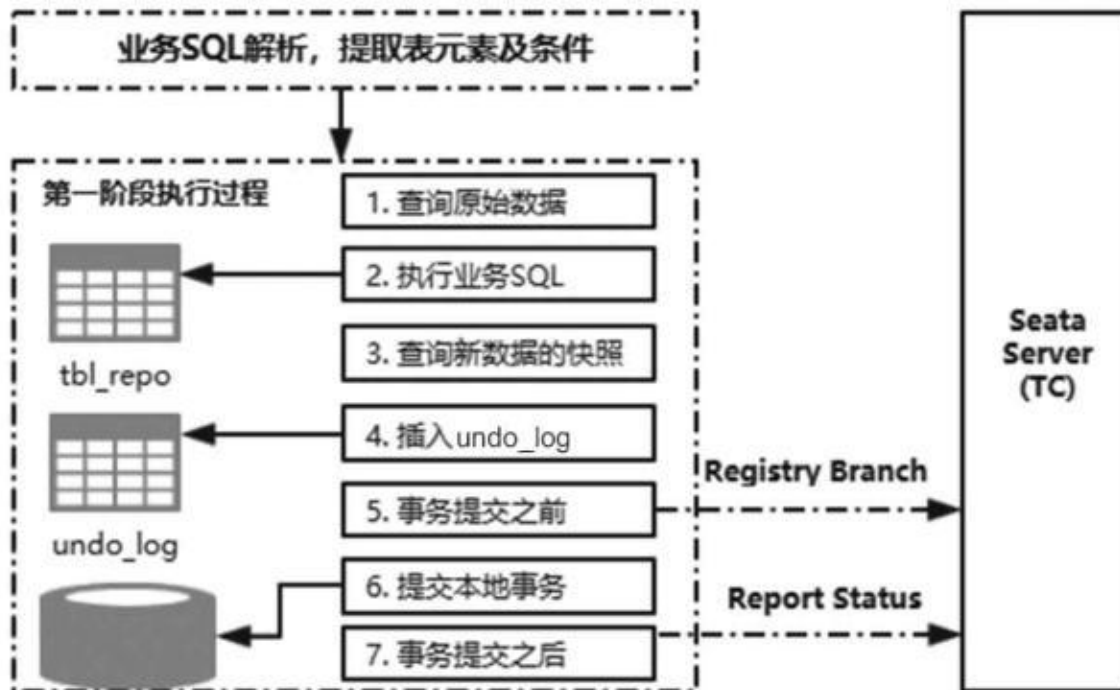 业务SQL解析，提取表元素及条件
第一阶段执行过程
1. 查询原始数据
2. 执行业务SQL
tbl_repo
3. 查询新数据的快照
4. 插入undo_log
undo_log
5. 事务提交之前
6. 提交本地事务
7. 事务提交之后
Registry Branch
Report Status
Seata
Server
(TC)